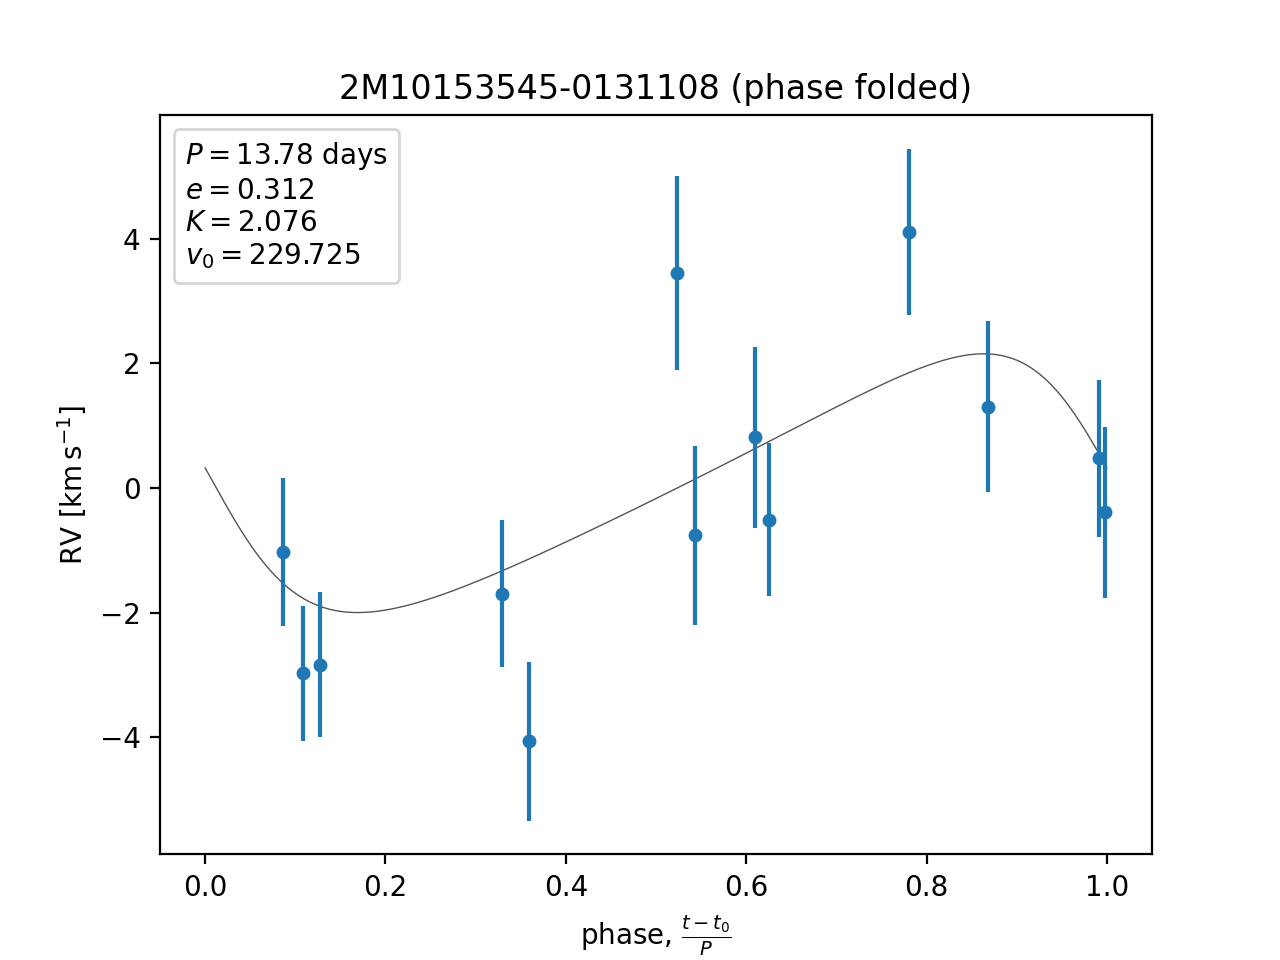 2M10153545-0131108 (phase folded)
P = 13.78 days
e = 0.312
K = 2.076
v₀ = 229.725
4
2
0
−2
−4
RV [km s⁻¹]
0.0 0.2 0.4 0.6 0.8 1.0
phase, (t − t₀)/P